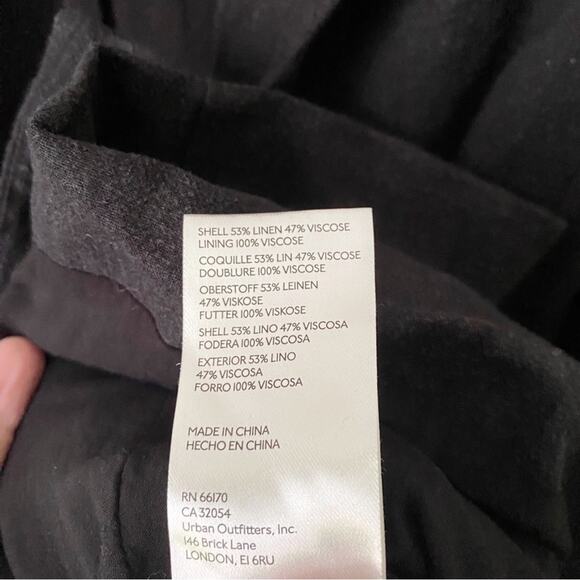 SHELL 53% LINEN 47% VISCOSE
LINING 100% VISCOSE
COQUILLE 53% LIN 47% VISCOSE
DOUBLURE 100% VISCOSE
OBERSTOFF 53% LEINEN
47% VISKOSE
FUTTER 100% VISKOSE
SHELL 53% LINO 47% VISCOSA
FODERA 100% VISCOSA
EXTERIOR 53% LINO
47% VISCOSA
FORRO 100% VISCOSA
MADE IN CHINA
HECHO EN CHINA
RN 66170
CA 32054
Urban Outfitters, Inc.
146 Brick Lane
LONDON, E1 6RU